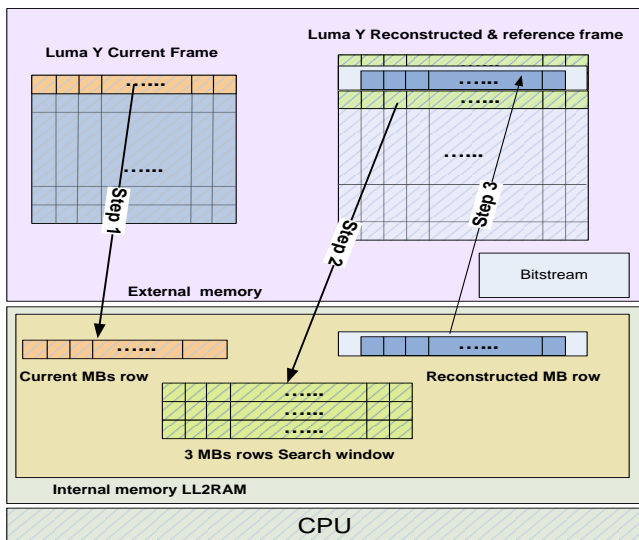 Luma Y Current Frame
Luma Y Reconstructed & reference frame
......
......
......
......
......
Step 1
Step 2
Step 3
Bitstream
External memory
......
......
Current MBs row
Reconstructed MB row
......
......
......
3 MBs rows Search window
Internal memory LL2RAM
CPU